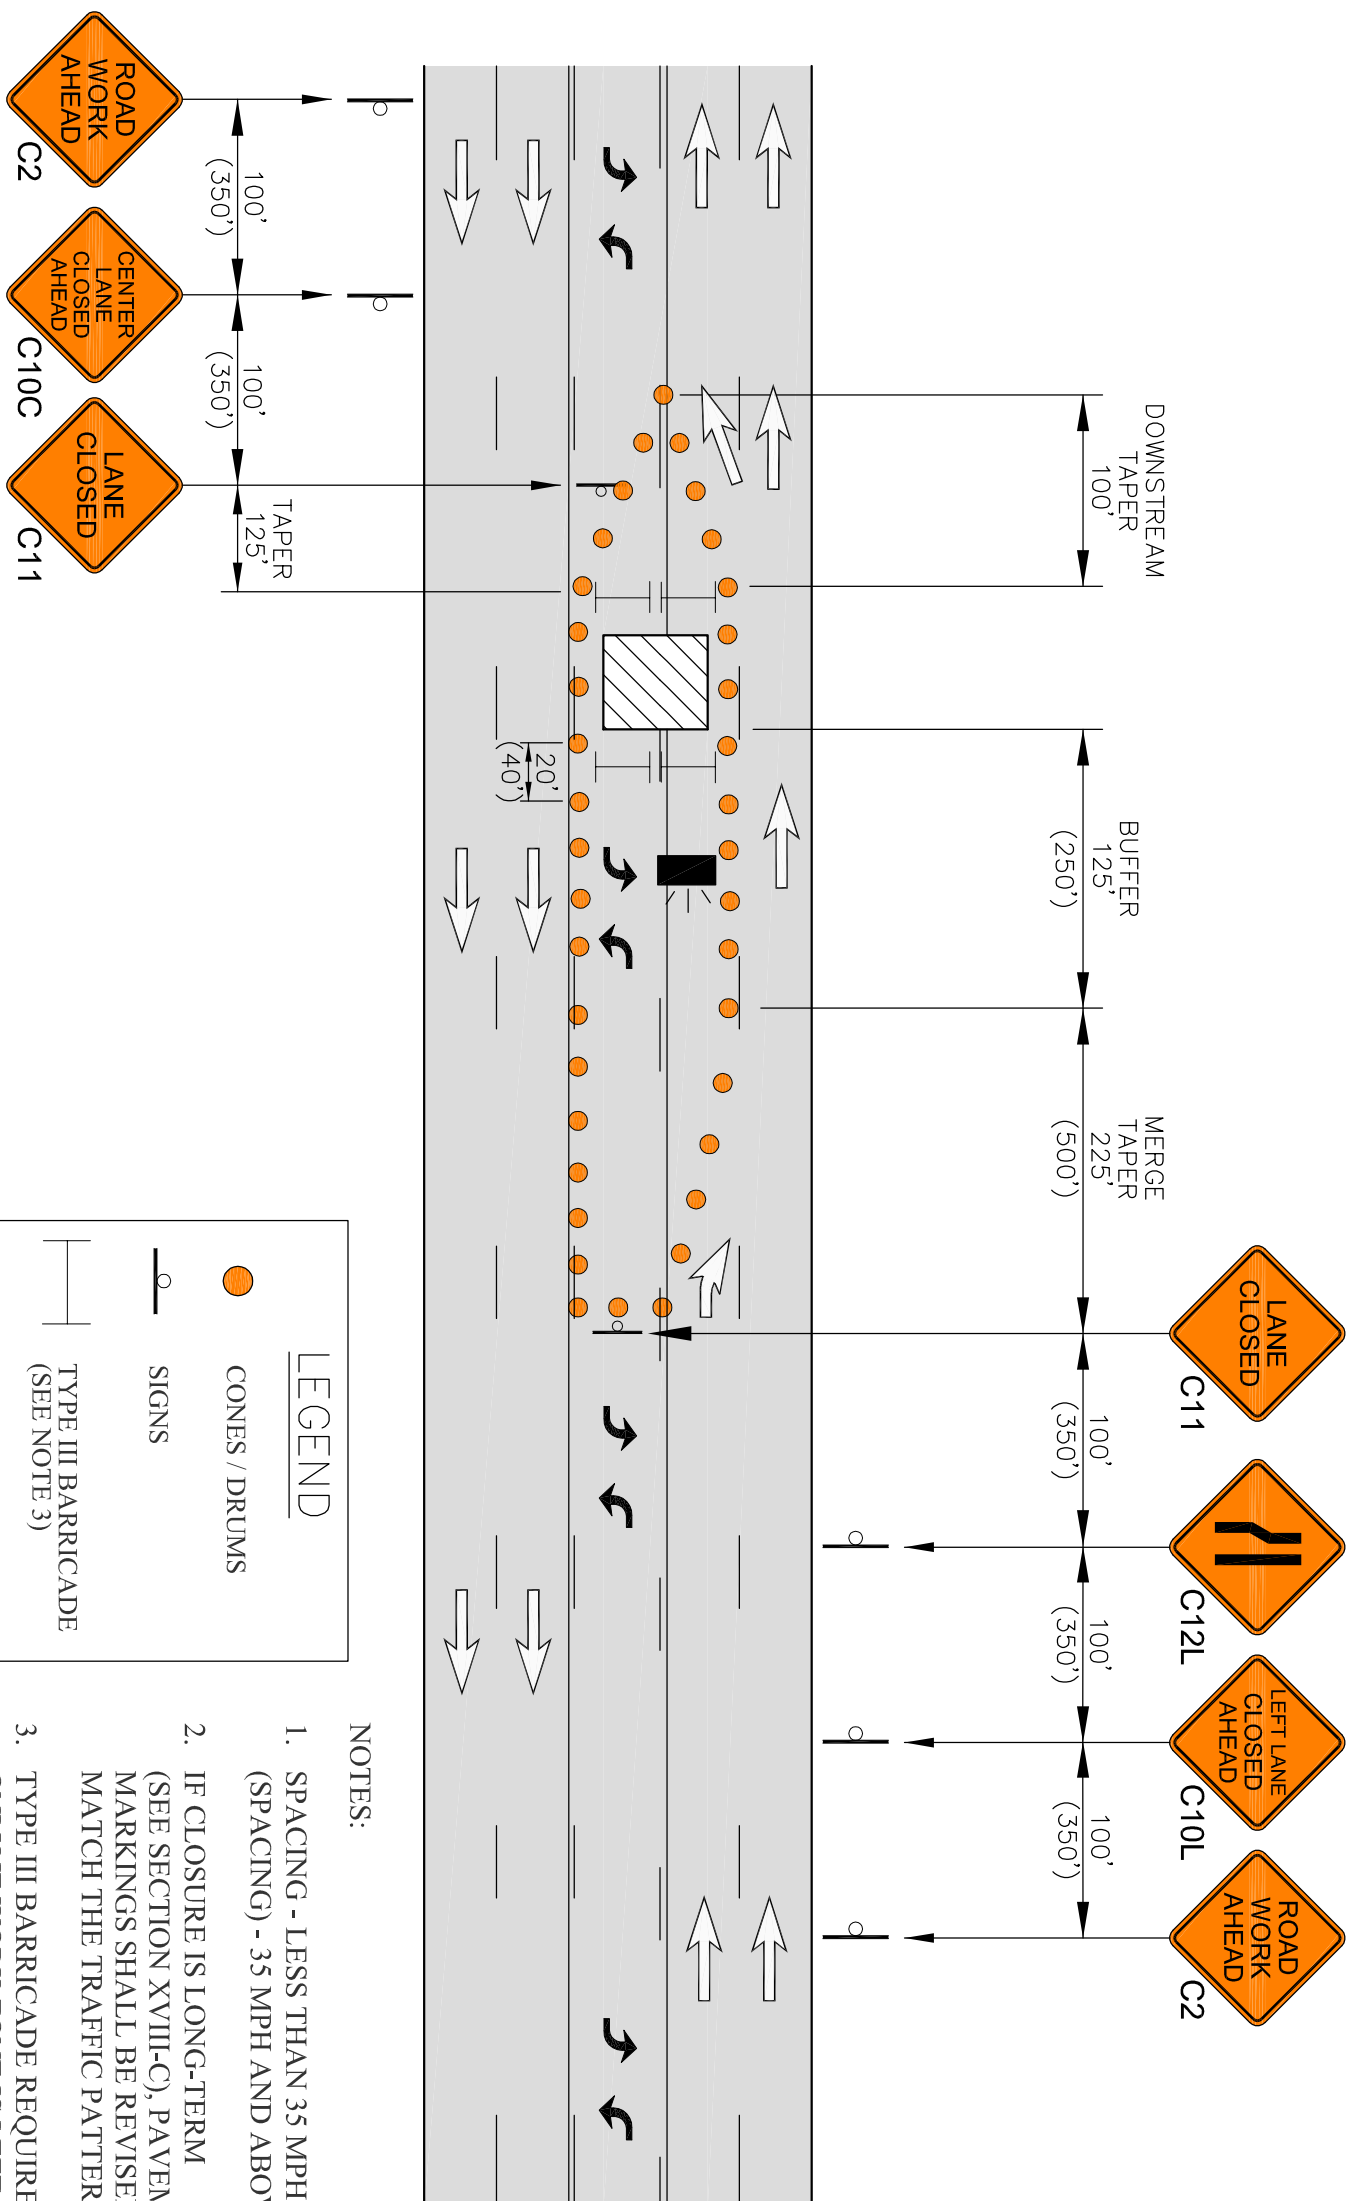 LANE
CLOSED
C11
C12L
LEFT LANE
CLOSED
AHEAD
C10L
ROAD
WORK
AHEAD
C2
DOWNSTREAM
TAPER
100'
BUFFER
125'
(250')
MERGE
TAPER
225'
(500')
100'
(350')
100'
(350')
100'
(350')
20'
(40')
100'
(350')
100'
(350')
TAPER
125'
ROAD
WORK
AHEAD
C2
CENTER
LANE
CLOSED
AHEAD
C10C
LANE
CLOSED
C11
LEGEND
CONES / DRUMS
SIGNS
TYPE III BARRICADE
(SEE NOTE 3)
NOTES:
1. SPACING - LESS THAN 35 MPH
(SPACING) - 35 MPH AND ABOV
2. IF CLOSURE IS LONG-TERM
(SEE SECTION XVIII-C), PAVEM
MARKINGS SHALL BE REVISE
MATCH THE TRAFFIC PATTER
3. TYPE III BARRICADE REQUIRE